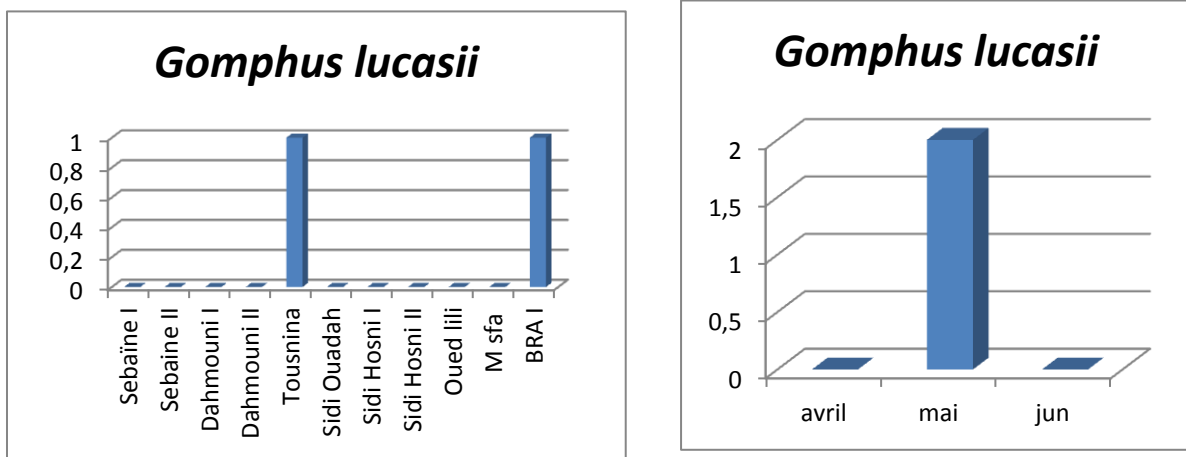 Gomphus lucasii
1
0,8
0,6
0,4
0,2
0
Sebaïne I
Sebaine II
Dahmouni I
Dahmouni II
Tousnina
Sidi Ouadah
Sidi Hosni I
Sidi Hosni II
Oued lili
M sfa
BRA I
Gomphus lucasii
2
1,5
1
0,5
0
avril
mai
jun